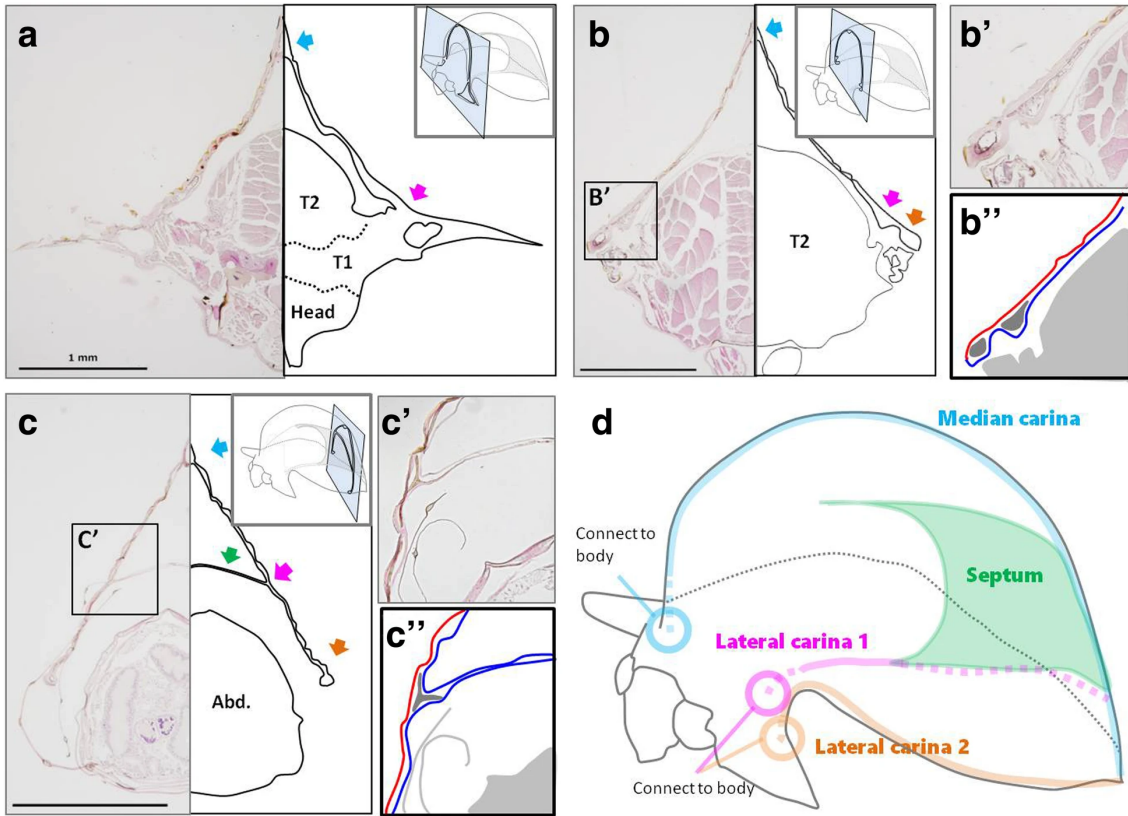 a
T2
T1
Head
1 mm
b
B’
T2
b’
b’’
c
C’
Abd.
c’
c’’
d
Median carina
Connect to
body
Septum
Lateral carina 1
Lateral carina 2
Connect to body